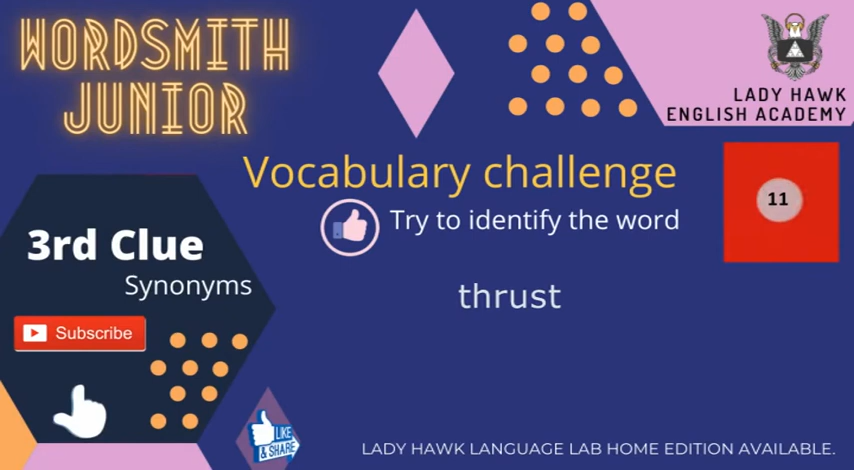 WORDSMITH
JUNIOR
LADY HAWK
ENGLISH ACADEMY
Vocabulary challenge
Try to identify the word
11
3rd Clue
Synonyms
thrust
Subscribe
LIKE
& SHARE
LADY HAWK LANGUAGE LAB HOME EDITION AVAILABLE.